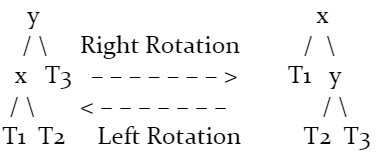 y x
/ \ Right Rotation / \
x T3 – – – – – – – > T1 y
/ \ < – – – – – – – / \
T1 T2 Left Rotation T2 T3